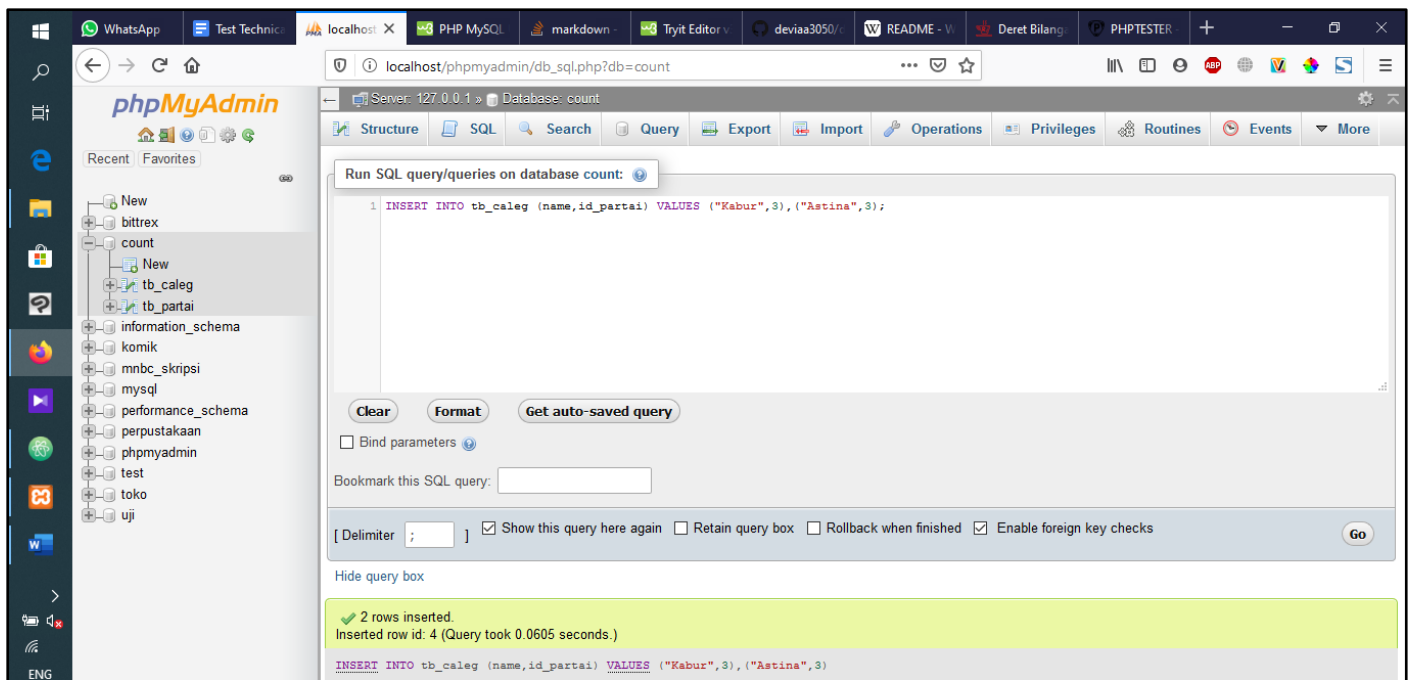 WhatsApp
Test Technica
localhost
PHP MySQL
markdown -
Tryit Editor v
deviaa3050/c
README - W
Deret Bilanga
PHPTESTER -
localhost/phpmyadmin/db_sql.php?db=count
ABP
phpMyAdmin
Recent
Favorites
New
bittrex
count
New
tb_caleg
tb_partai
information_schema
komik
mnbc_skripsi
mysql
performance_schema
perpustakaan
phpmyadmin
test
toko
uji
Server: 127.0.0.1 » Database: count
Structure
SQL
Search
Query
Export
Import
Operations
Privileges
Routines
Events
More
Run SQL query/queries on database count:
1 INSERT INTO tb_caleg (name,id_partai) VALUES ("Kabur",3),("Astina",3);
Clear
Format
Get auto-saved query
Bind parameters
Bookmark this SQL query:
[ Delimiter ; ]
Show this query here again
Retain query box
Rollback when finished
Enable foreign key checks
Go
Hide query box
2 rows inserted.
Inserted row id: 4 (Query took 0.0605 seconds.)
INSERT INTO tb_caleg (name,id_partai) VALUES ("Kabur",3),("Astina",3)
ENG